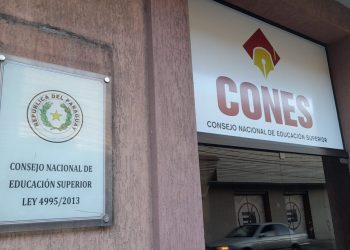 REPÚBLICA DEL PARAGUAY
CONSEJO NACIONAL DE
EDUCACIÓN SUPERIOR
LEY 4995/2013
CONES
CONSEJO NACIONAL DE EDUCACIÓN SUPERIOR